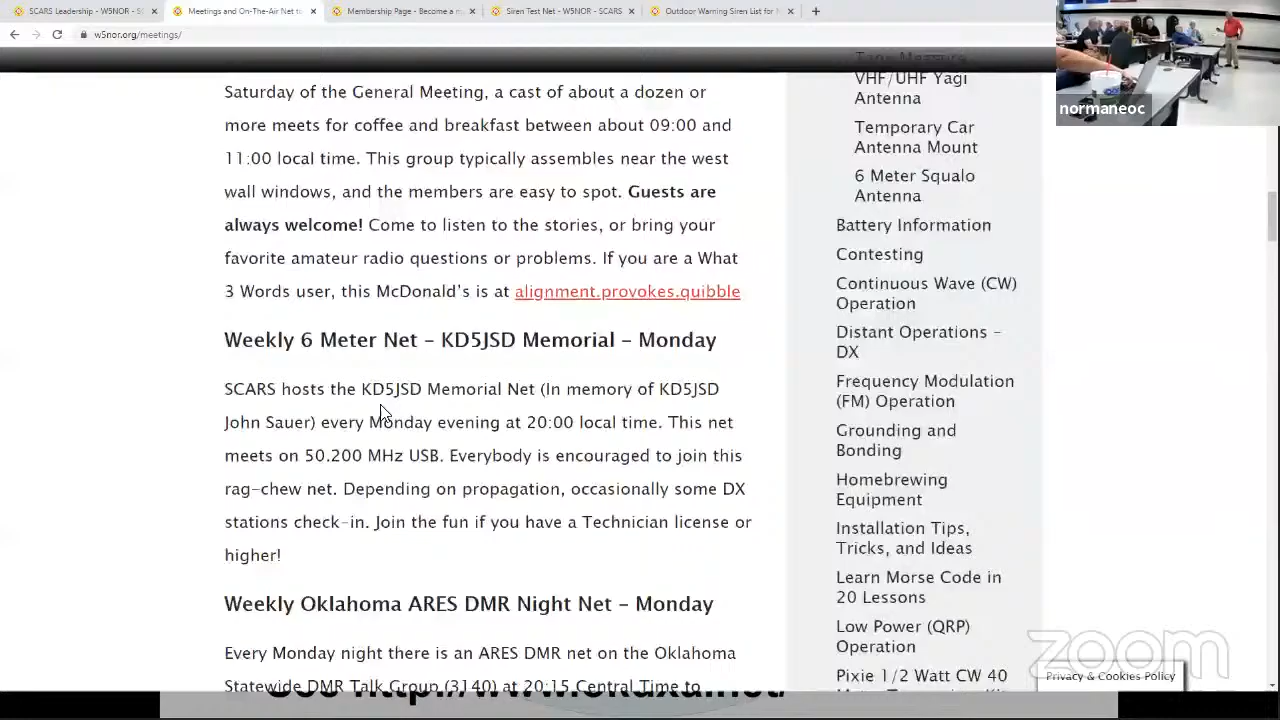 SCARS Leadership - W5NOR - SC
Meetings and On-The-Air Net ti
Membership Page - Become a m
Siren Test Net - W5NOR - SCARS
Outdoor Warning Siren List for N
w5nor.org/meetings/
normaneoc
Saturday of the General Meeting, a cast of about a dozen or
more meets for coffee and breakfast between about 09:00 and
11:00 local time. This group typically assembles near the west
wall windows, and the members are easy to spot. Guests are
always welcome! Come to listen to the stories, or bring your
favorite amateur radio questions or problems. If you are a What
3 Words user, this McDonald's is at alignment.provokes.quibble
Weekly 6 Meter Net – KD5JSD Memorial – Monday
SCARS hosts the KD5JSD Memorial Net (In memory of KD5JSD
John Sauer) every Monday evening at 20:00 local time. This net
meets on 50.200 MHz USB. Everybody is encouraged to join this
rag-chew net. Depending on propagation, occasionally some DX
stations check-in. Join the fun if you have a Technician license or
higher!
Weekly Oklahoma ARES DMR Night Net – Monday
Every Monday night there is an ARES DMR net on the Oklahoma
Statewide DMR Talk Group (3140) at 20:15 Central Time to
Tape Measure
VHF/UHF Yagi
Antenna
Temporary Car
Antenna Mount
6 Meter Squalo
Antenna
Battery Information
Contesting
Continuous Wave (CW)
Operation
Distant Operations –
DX
Frequency Modulation
(FM) Operation
Grounding and
Bonding
Homebrewing
Equipment
Installation Tips,
Tricks, and Ideas
Learn Morse Code in
20 Lessons
Low Power (QRP)
Operation
Pixie 1/2 Watt CW 40
zoom
Privacy & Cookies Policy